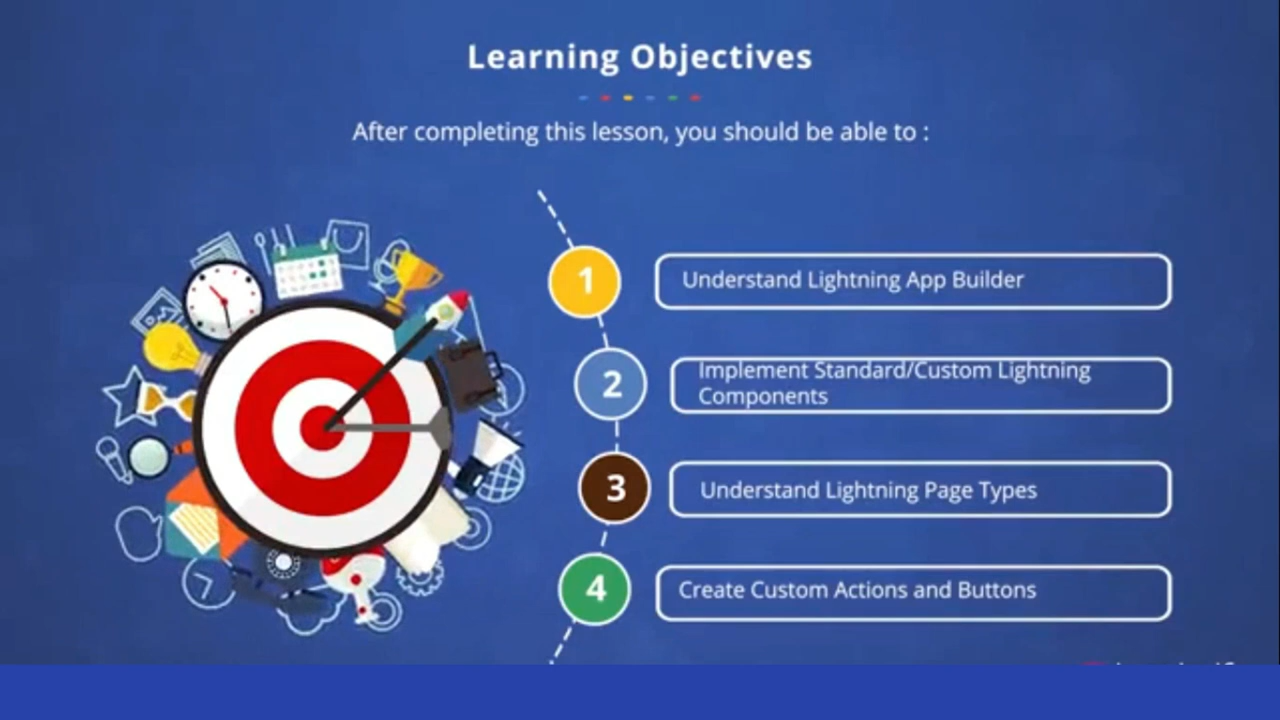 Learning Objectives
After completing this lesson, you should be able to :
1
Understand Lightning App Builder
2
Implement Standard/Custom Lightning
Components
3
Understand Lightning Page Types
4
Create Custom Actions and Buttons